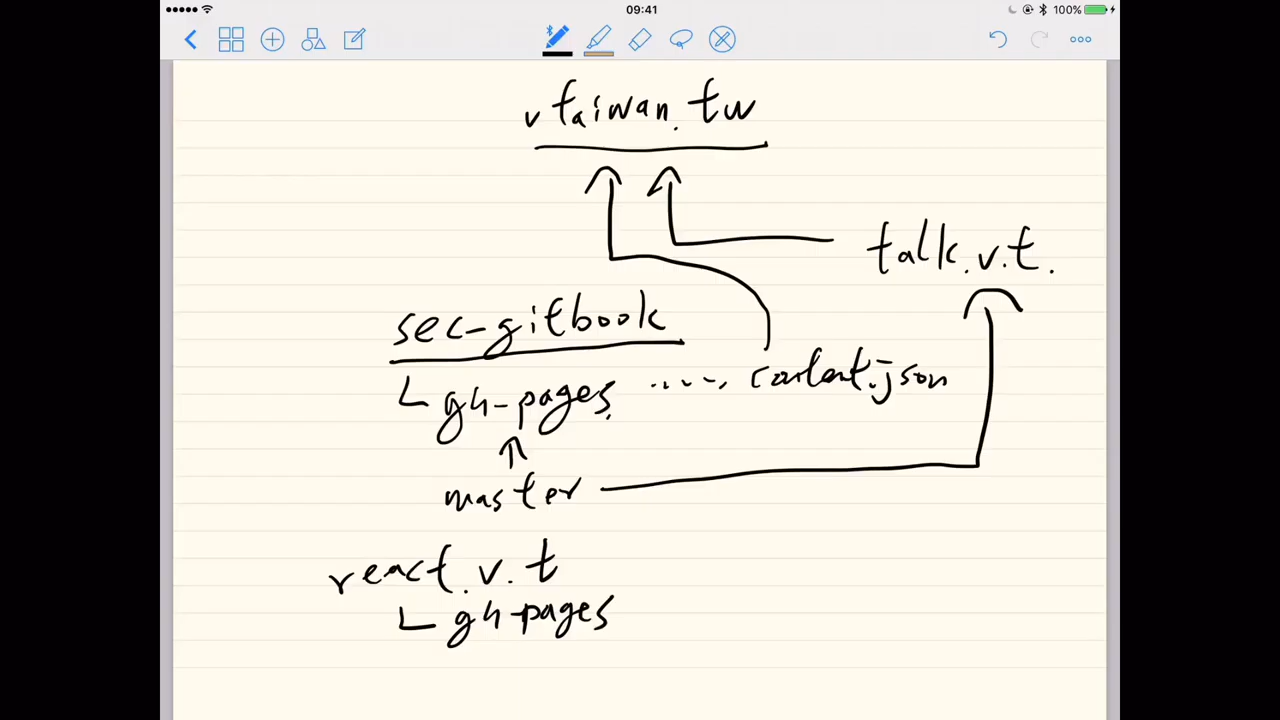 09:41
100%
vTaiwan.tw
talk.v.t.
sec-gitbook
gh-pages ..... content.json
master
react.v.t
gh-pages